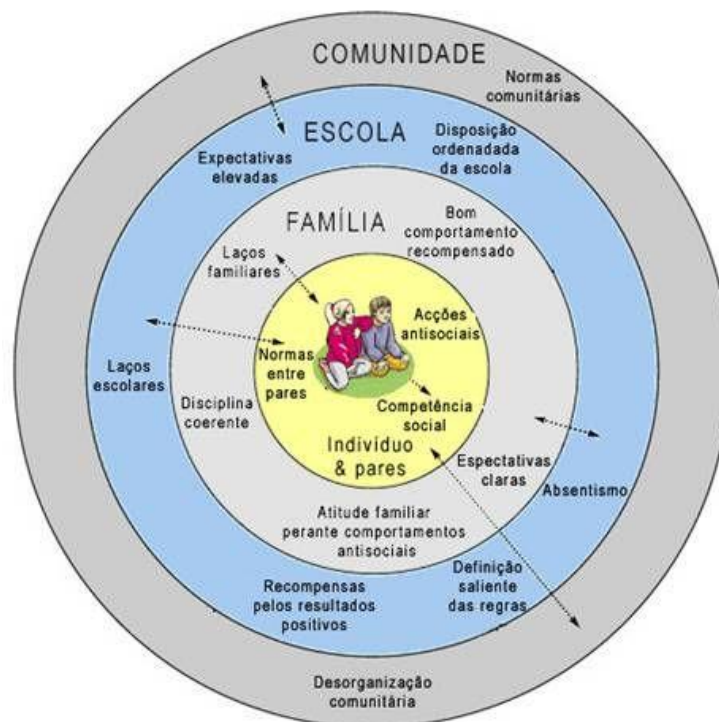 COMUNIDADE
Normas
comunitárias
ESCOLA
Disposição
ordenadada
da escola
Expectativas
elevadas
FAMÍLIA
Bom
comportamento
recompensado
Laços
familiares
Acções
antisociais
Normas
entre
pares
Laços
escolares
Disciplina
coerente
Competência
social
Indivíduo
& pares
Espectativas
claras
Absentismo
Atitude familiar
perante comportamentos
antisociais
Definição
saliente
das regras
Recompensas
pelos resultados
positivos
Desorganização
comunitária